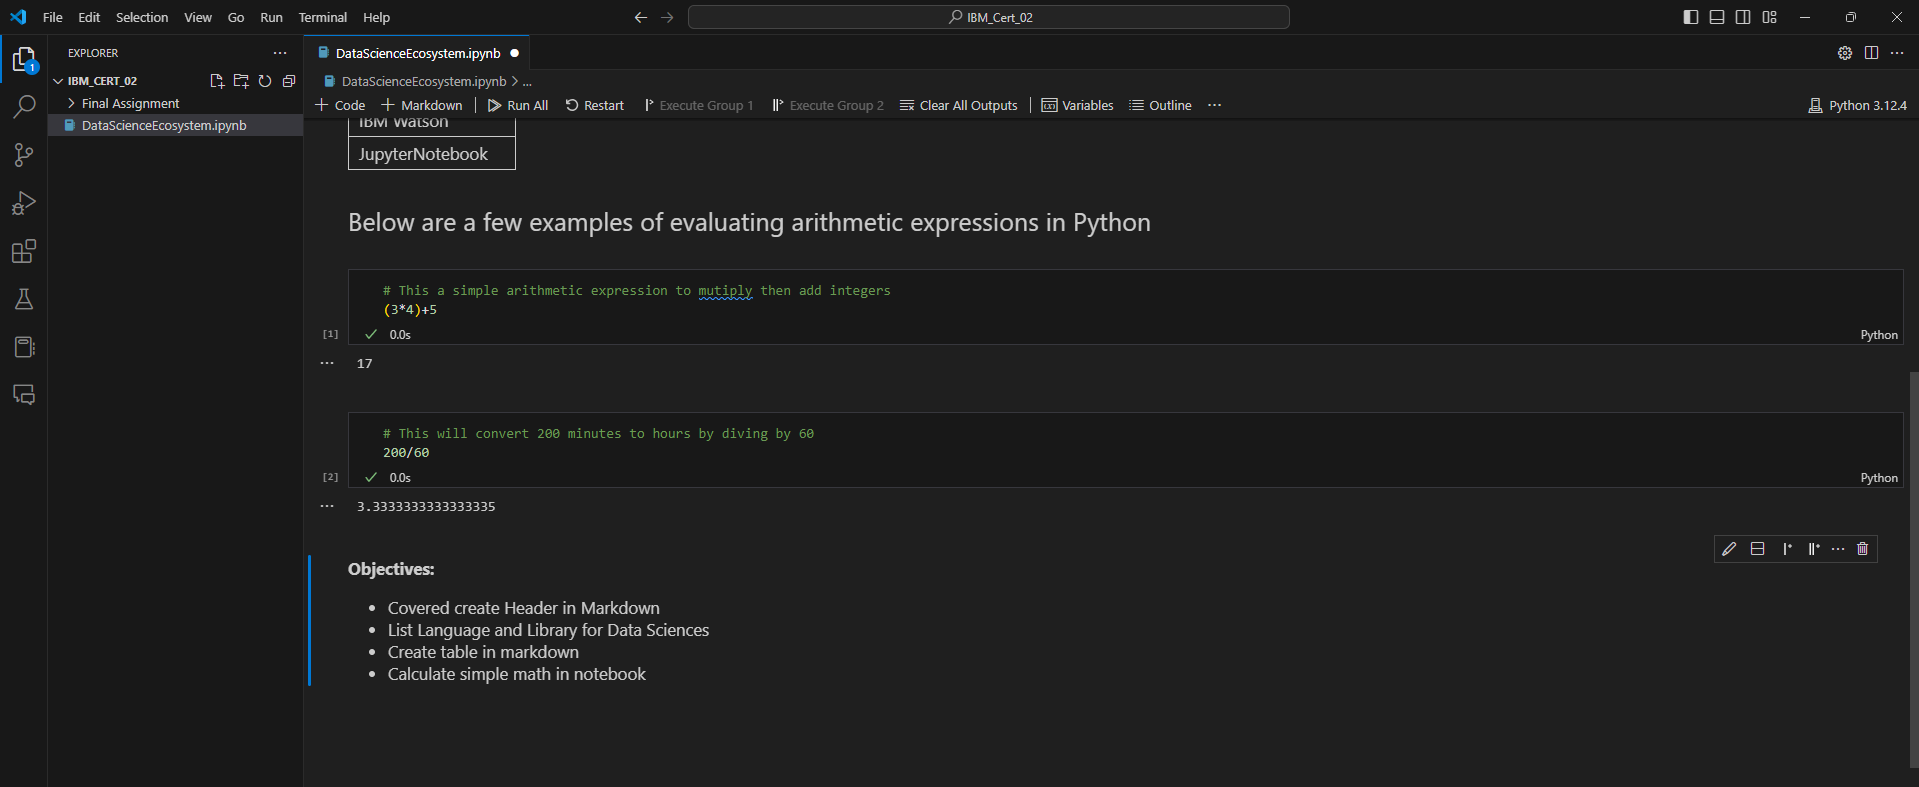 File Edit Selection View Go Run Terminal Help
IBM_Cert_02
EXPLORER
1
IBM_CERT_02
Final Assignment
DataScienceEcosystem.ipynb
DataScienceEcosystem.ipynb
DataScienceEcosystem.ipynb > ...
Code Markdown Run All Restart Execute Group 1 Execute Group 2 Clear All Outputs Variables Outline ...
Python 3.12.4
IBM Watson
JupyterNotebook
Below are a few examples of evaluating arithmetic expressions in Python
# This a simple arithmetic expression to mutiply then add integers
(3*4)+5
[1] 0.0s Python
17
# This will convert 200 minutes to hours by diving by 60
200/60
[2] 0.0s Python
3.3333333333333335
Objectives:
• Covered create Header in Markdown
• List Language and Library for Data Sciences
• Create table in markdown
• Calculate simple math in notebook